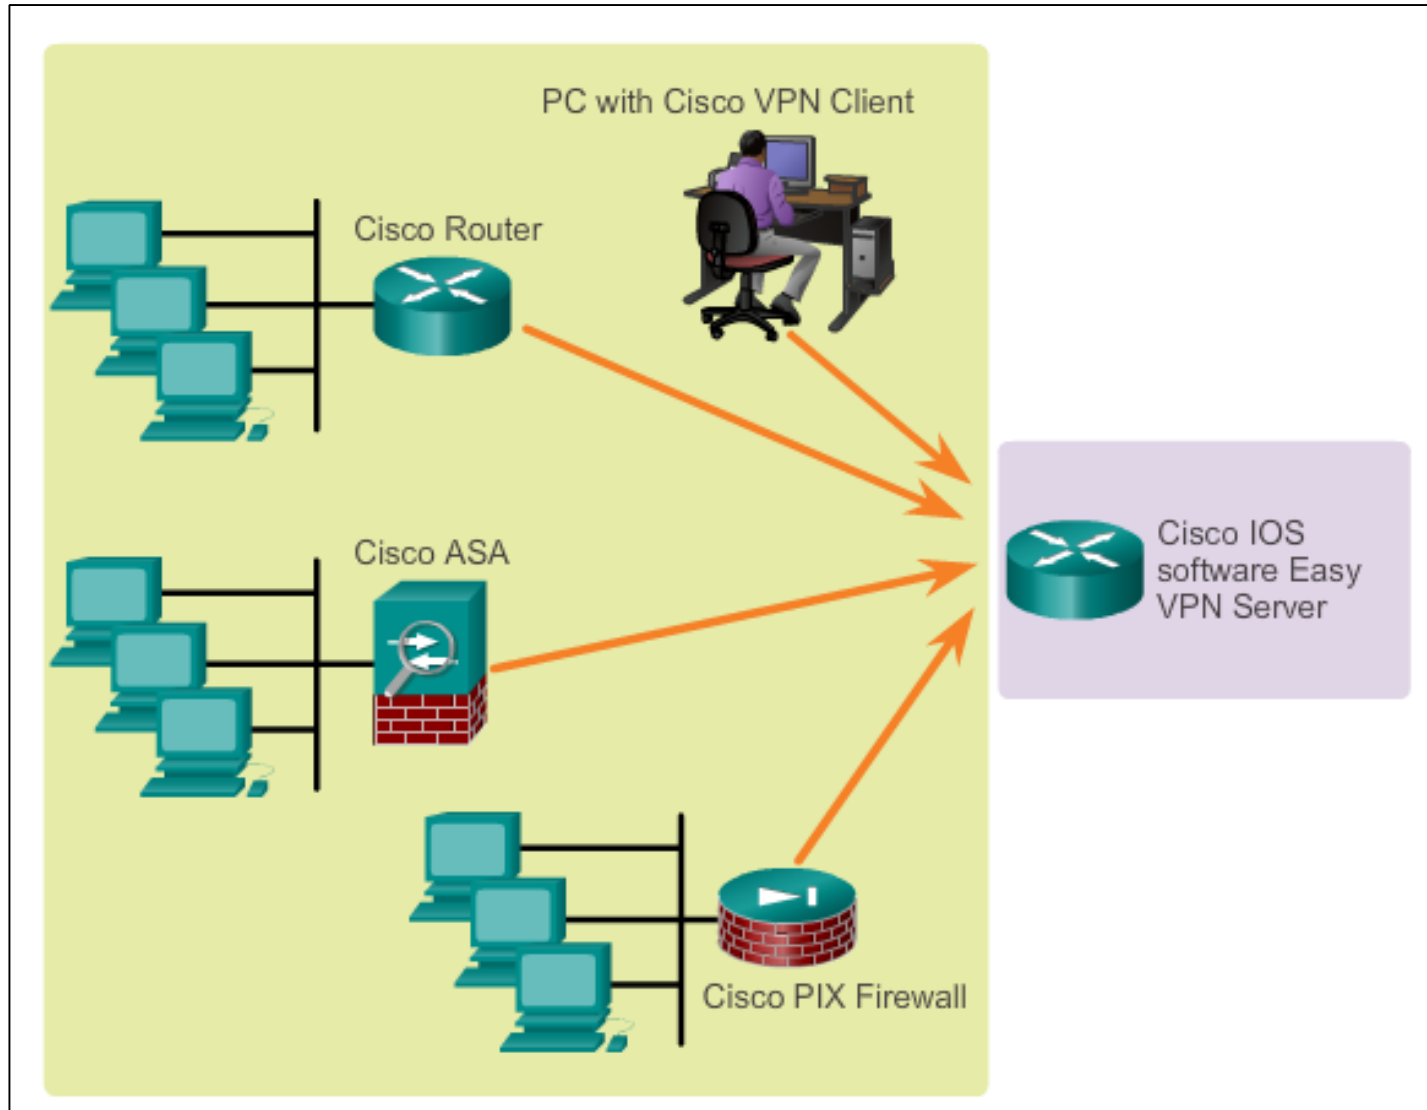 PC with Cisco VPN Client
Cisco Router
Cisco ASA
Cisco IOS
software Easy
VPN Server
Cisco PIX Firewall